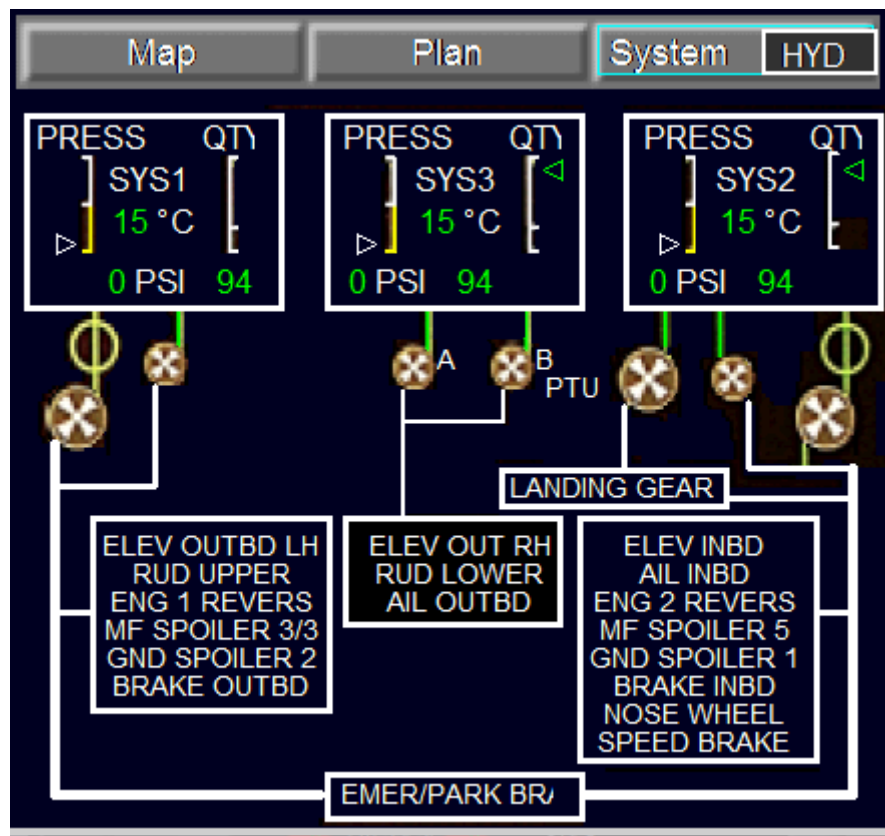 Map Plan System HYD
PRESS QTY
SYS1
15 °C
0 PSI 94
PRESS QTY
SYS3
15 °C
0 PSI 94
PRESS QTY
SYS2
15 °C
0 PSI 94
A
B
PTU
LANDING GEAR
ELEV OUTBD LH
RUD UPPER
ENG 1 REVERS
MF SPOILER 3/3
GND SPOILER 2
BRAKE OUTBD
ELEV OUT RH
RUD LOWER
AIL OUTBD
ELEV INBD
AIL INBD
ENG 2 REVERS
MF SPOILER 5
GND SPOILER 1
BRAKE INBD
NOSE WHEEL
SPEED BRAKE
EMER/PARK BR